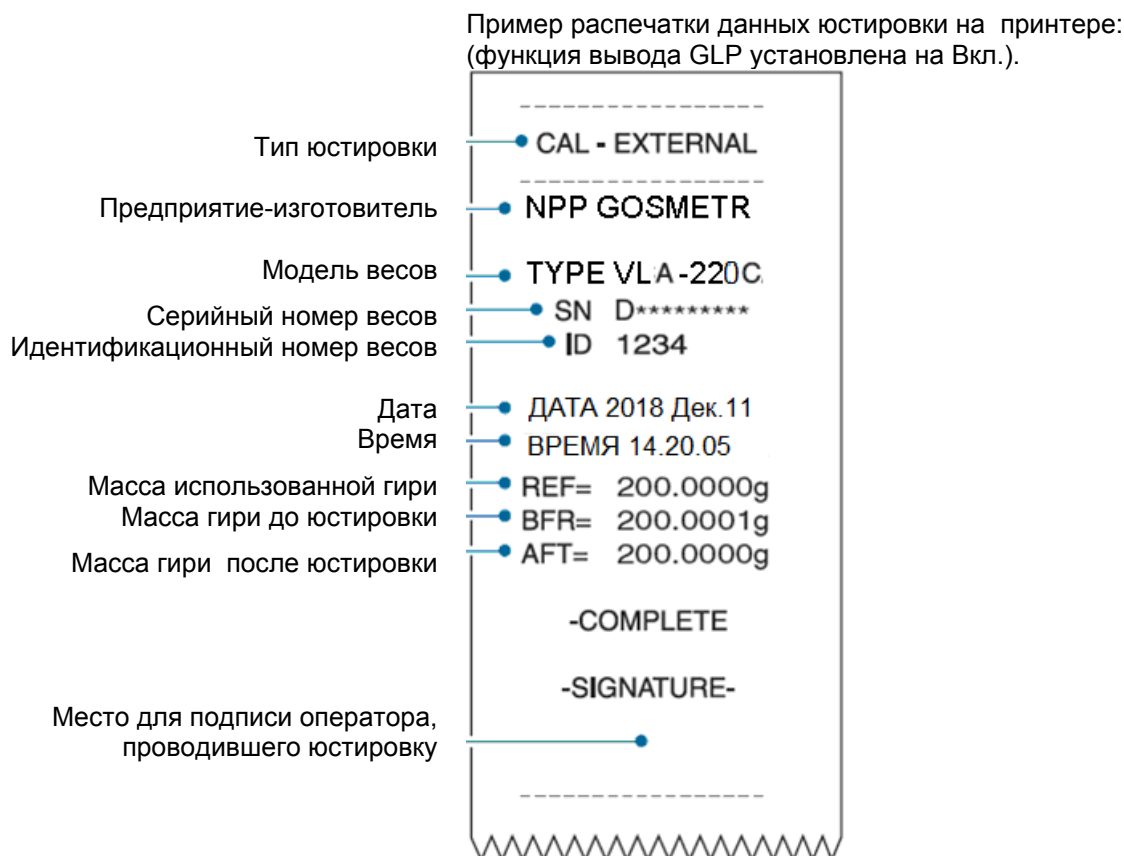 Пример распечатки данных юстировки на принтере:
(функция вывода GLP установлена на Вкл.).
Тип юстировки
CAL - EXTERNAL
Предприятие-изготовитель
NPP GOSMETR
Модель весов
TYPE VLA -220C
Серийный номер весов
SN D*********
Идентификационный номер весов
ID 1234
Дата
ДАТА 2018 Дек.11
Время
ВРЕМЯ 14.20.05
Масса использованной гири
REF= 200.0000g
Масса гири до юстировки
BFR= 200.0001g
Масса гири после юстировки
AFT= 200.0000g
-COMPLETE
-SIGNATURE-
Место для подписи оператора,
проводившего юстировку